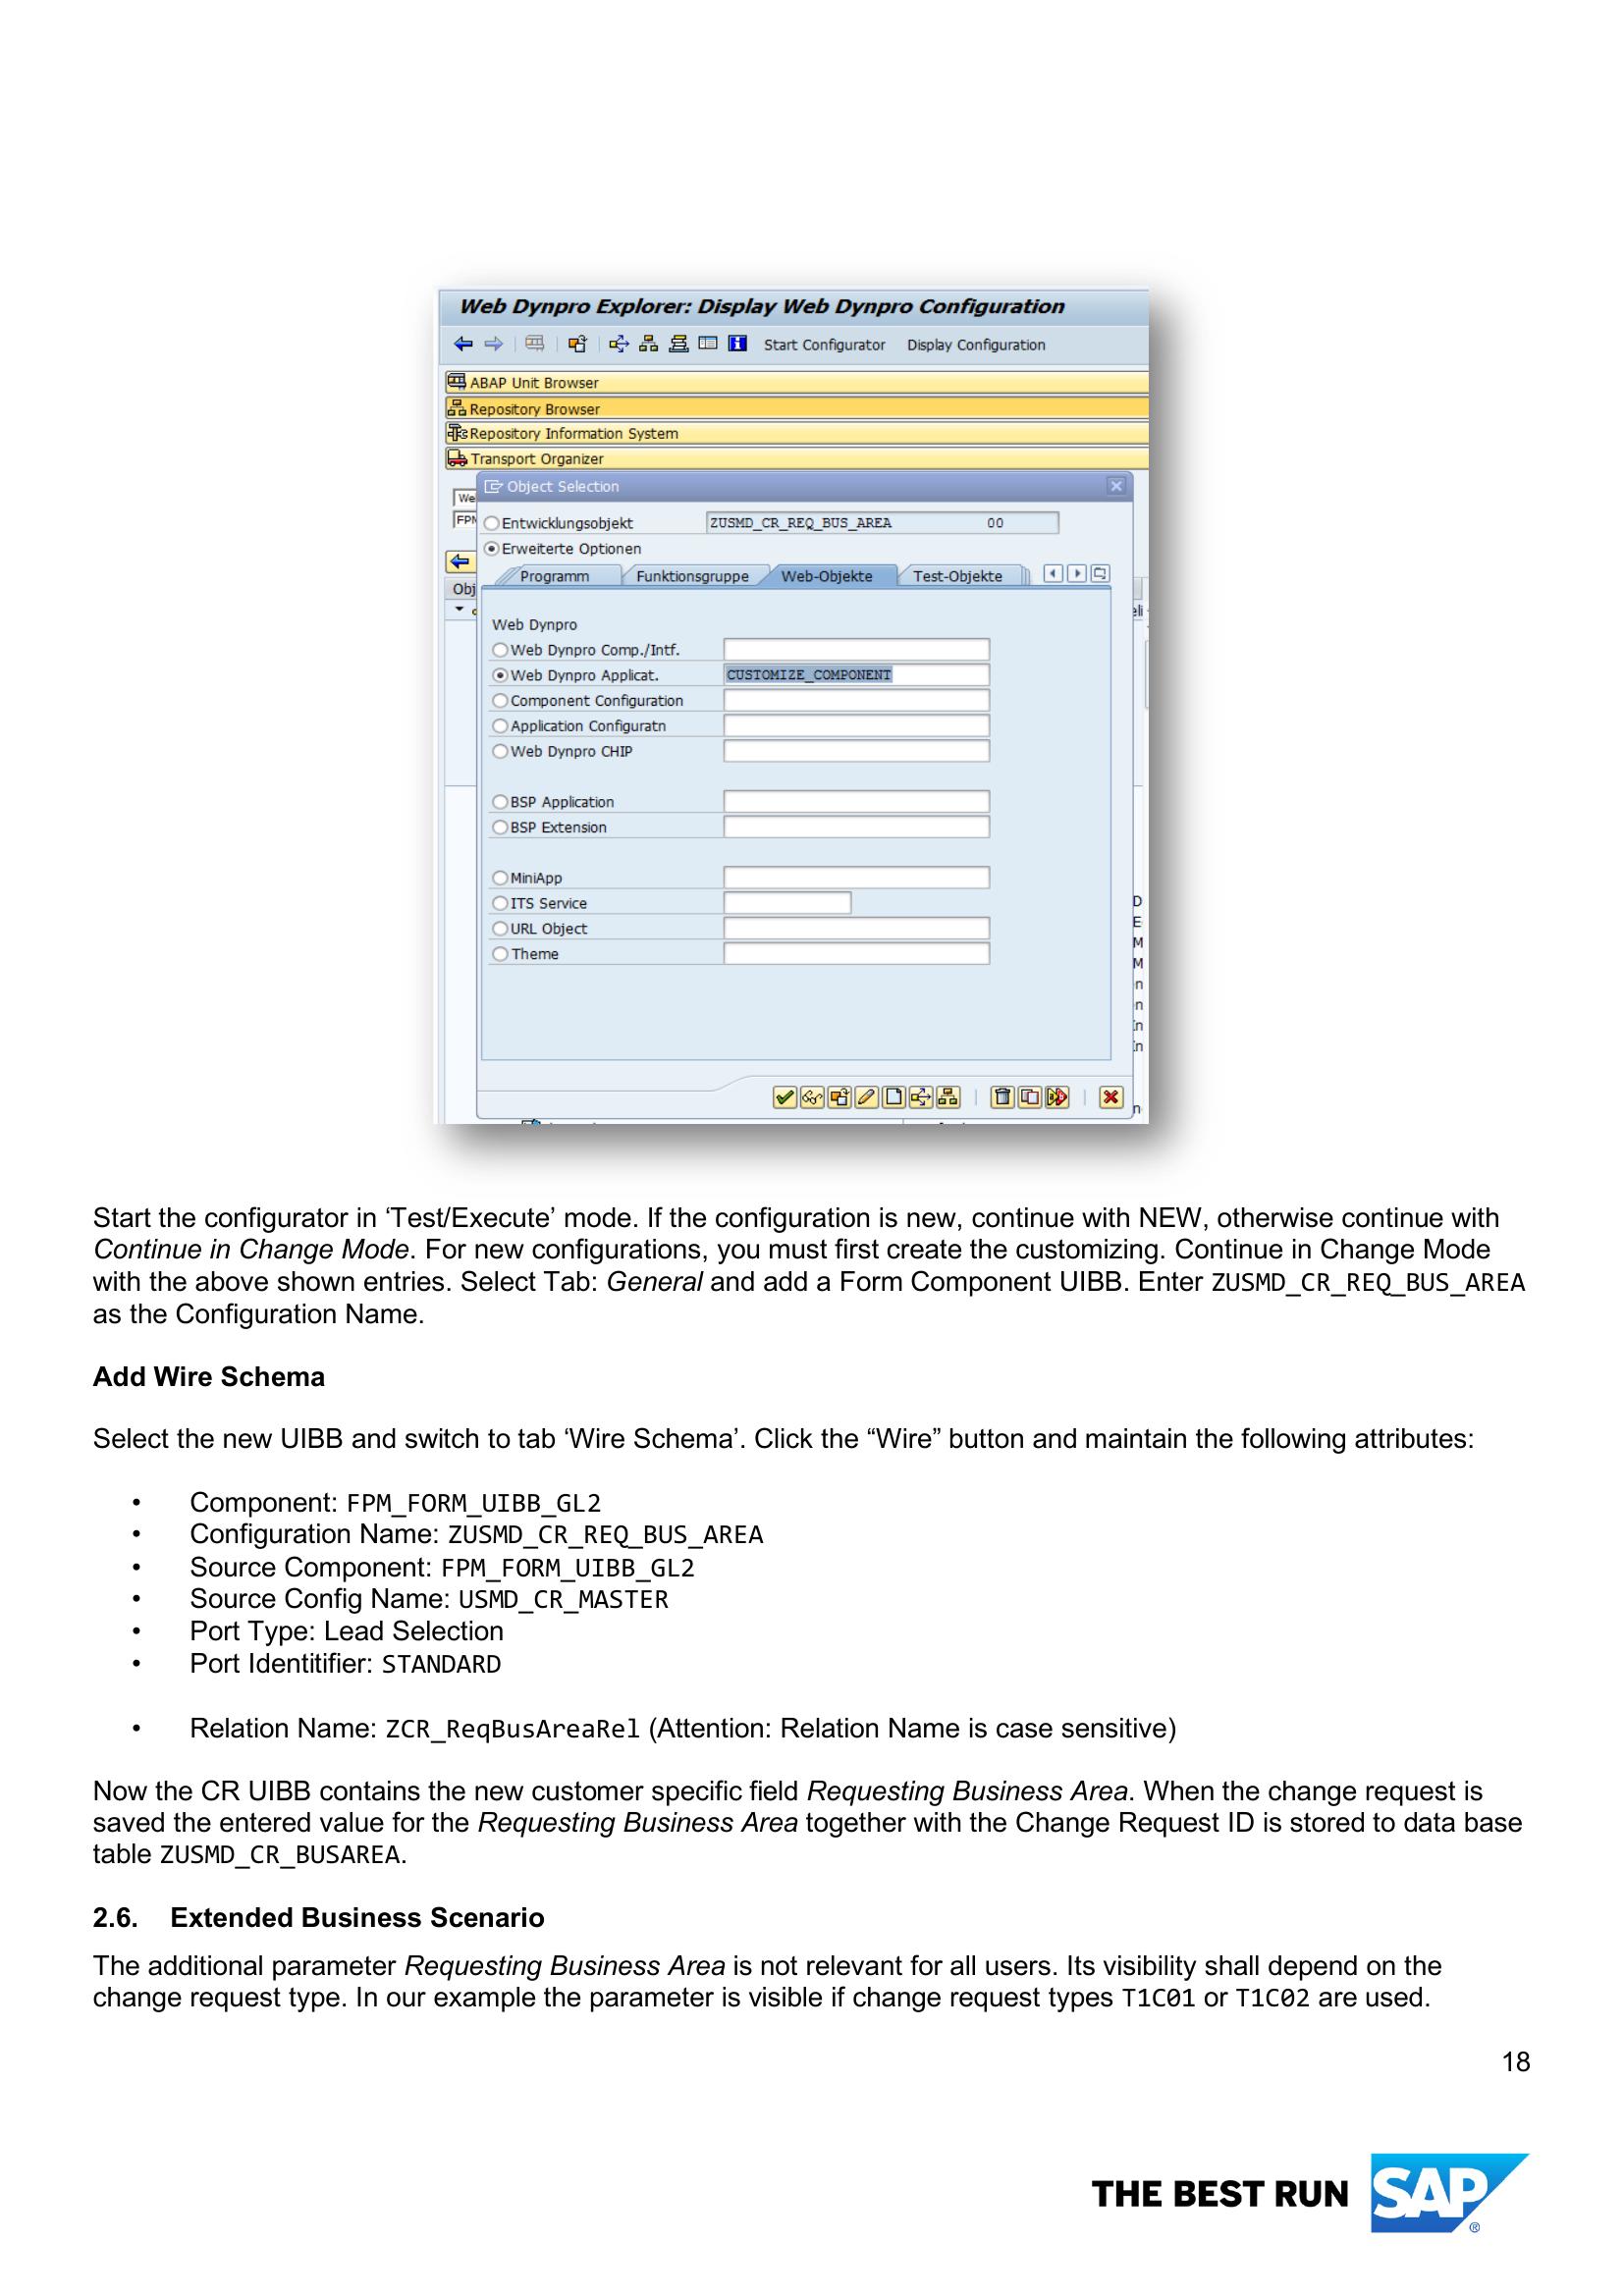 Web Dynpro Explorer: Display Web Dynpro Configuration
Start Configurator Display Configuration
ABAP Unit Browser
Repository Browser
Repository Information System
Transport Organizer
Object Selection
Entwicklungsobjekt ZUSMD_CR_REQ_BUS_AREA 00
Erweiterte Optionen
Programm Funktionsgruppe Web-Objekte Test-Objekte
Web Dynpro
Web Dynpro Comp./Intf.
Web Dynpro Applicat. CUSTOMIZE_COMPONENT
Component Configuration
Application Configuratn
Web Dynpro CHIP
BSP Application
BSP Extension
MiniApp
ITS Service
URL Object
Theme
Start the configurator in ‘Test/Execute’ mode. If the configuration is new, continue with NEW, otherwise continue with
Continue in Change Mode. For new configurations, you must first create the customizing. Continue in Change Mode
with the above shown entries. Select Tab: General and add a Form Component UIBB. Enter ZUSMD_CR_REQ_BUS_AREA
as the Configuration Name.
Add Wire Schema
Select the new UIBB and switch to tab ‘Wire Schema’. Click the “Wire” button and maintain the following attributes:
• Component: FPM_FORM_UIBB_GL2
• Configuration Name: ZUSMD_CR_REQ_BUS_AREA
• Source Component: FPM_FORM_UIBB_GL2
• Source Config Name: USMD_CR_MASTER
• Port Type: Lead Selection
• Port Identitifier: STANDARD
• Relation Name: ZCR_ReqBusAreaRel (Attention: Relation Name is case sensitive)
Now the CR UIBB contains the new customer specific field Requesting Business Area. When the change request is
saved the entered value for the Requesting Business Area together with the Change Request ID is stored to data base
table ZUSMD_CR_BUSAREA.
2.6. Extended Business Scenario
The additional parameter Requesting Business Area is not relevant for all users. Its visibility shall depend on the
change request type. In our example the parameter is visible if change request types T1C01 or T1C02 are used.
18
THE BEST RUN SAP®